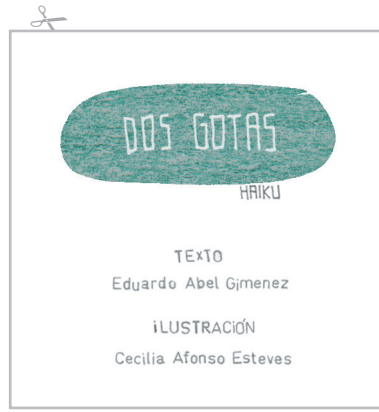 DOS GOTAS
HAIKU
TEXTO
Eduardo Abel Gimenez
iLUSTRACIÓN
Cecilia Afonso Esteves